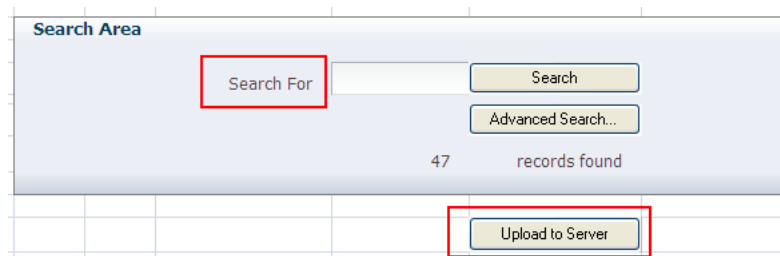 Search Area
Search For
Search
Advanced Search...
47 records found
Upload to Server